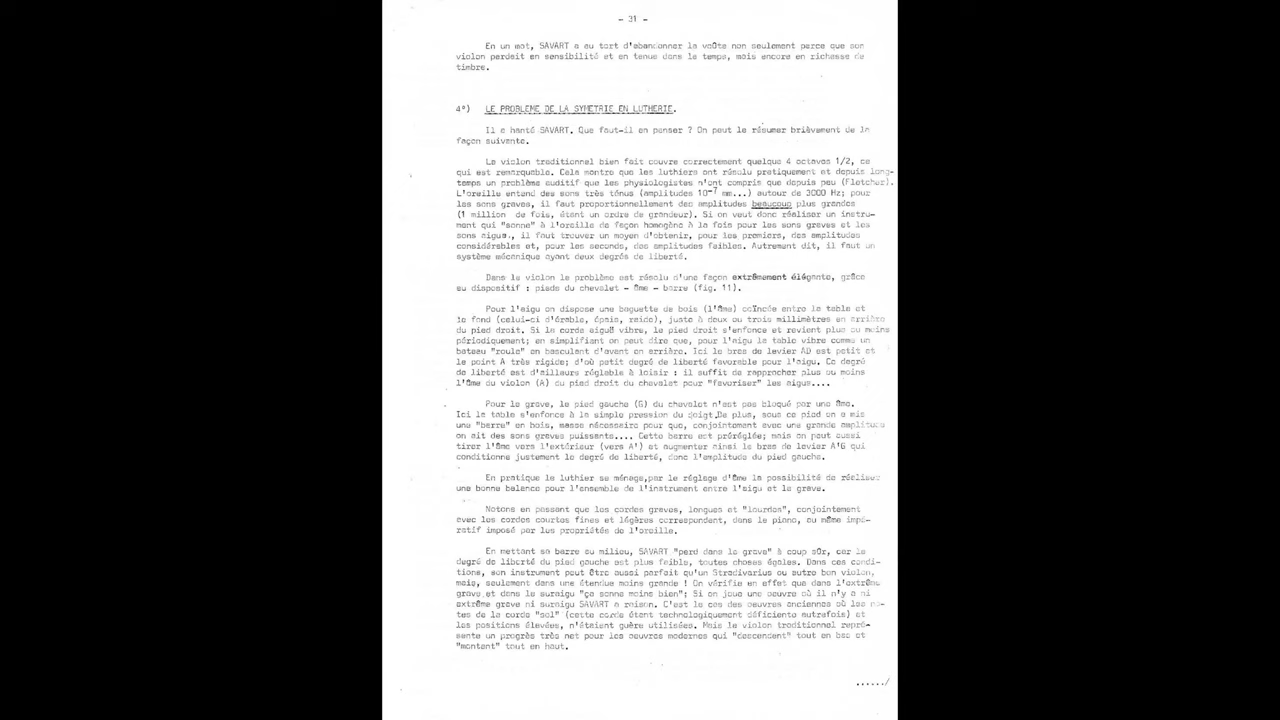 - 31 -
En un mot, SAVART a eu tort d'abandonner la voûte non seulement parce que son
violon perdait en sensibilité et en tenue dans le temps, mais encore en richesse de
timbre.
4°) LE PROBLEME DE LA SYMETRIE EN LUTHERIE.
Il a hanté SAVART. Que faut-il en penser ? On peut le résumer brièvement de la
façon suivante.
Le violon traditionnel bien fait couvre correctement quelque 4 octaves 1/2, ce
qui est remarquable. Cela montre que les luthiers ont résolu pratiquement et depuis long-
temps un problème auditif que les physiologistes n'ont compris que depuis peu (Fletcher).
L'oreille entend des sons très ténus (amplitudes 10-7 mm...) autour de 3000 Hz; pour
les sons graves, il faut proportionnellement des amplitudes beaucoup plus grandes
(1 million de fois, étant un ordre de grandeur). Si on veut donc réaliser un instru-
ment qui "sonne" à l'oreille de façon homogène à la fois pour les sons graves et les
sons aigus, il faut trouver un moyen d'obtenir, pour les premiers, des amplitudes
considérables et, pour les seconds, des amplitudes faibles. Autrement dit, il faut un
système mécanique ayant deux degrés de liberté.
Dans le violon le problème est résolu d'une façon extrêmement élégante, grâce
au dispositif : pieds du chevalet - âme - barre (fig. 11).
Pour l'aigu on dispose une baguette de bois (l'âme) coïncée entre la table et
le fond (celui-ci d'érable, épais, raide), juste à deux ou trois millimètres en arrière
du pied droit. Si la corde aiguë vibre, le pied droit s'enfonce et revient plus ou moins
périodiquement; en simplifiant on peut dire que, pour l'aigu la table vibre comme un
bateau "roule" en basculant d'avant en arrière. Ici le bras de levier AD est petit et
le point A très rigide; d'où petit degré de liberté favorable pour l'aigu. Ce degré
de liberté est d'ailleurs réglable à loisir : il suffit de rapprocher plus ou moins
l'âme du violon (A) du pied droit du chevalet pour "favoriser" les aigus....
Pour le grave, le pied gauche (G) du chevalet n'est pas bloqué par une âme.
Ici la table s'enfonce à la simple pression du doigt.De plus, sous ce pied on a mis
une "barre" en bois, masse nécessaire pour que, conjointement avec une grande amplitude
on ait des sons graves puissants.... Cette barre est préréglée; mais on peut aussi
tirer l'âme vers l'extérieur (vers A') et augmenter ainsi le bras de levier A'G qui
conditionne justement le degré de liberté, donc l'amplitude du pied gauche.
En pratique le luthier se ménage,par le réglage d'âme la possibilité de réaliser
une bonne balance pour l'ensemble de l'instrument entre l'aigu et le grave.
Notons en passant que les cordes graves, longues et "lourdes", conjointement
avec les cordes courtes fines et légères correspondent, dans le piano, au même impé-
ratif imposé par les propriétés de l'oreille.
En mettant sa barre au milieu, SAVART "perd dans le grave" à coup sûr, car le
degré de liberté du pied gauche est plus faible, toutes choses égales. Dans ces condi-
tions, son instrument peut être aussi parfait qu'un Stradivarius ou autre bon violon,
mais, seulement dans une étendue moins grande ! On vérifie en effet que dans l'extrême
grave et dans le suraigu "ça sonne moins bien"; Si on joue une oeuvre où il n'y a ni
extrême grave ni suraigu SAVART a raison. C'est le cas des oeuvres anciennes où les no-
tes de la corde "sol" (cette corde étant technologiquement déficiente autrefois) et
les positions élevées, n'étaient guère utilisées. Mais le violon traditionnel repré-
sente un progrès très net pour les oeuvres modernes qui "descendent" tout en bas et
"montent" tout en haut.
....../